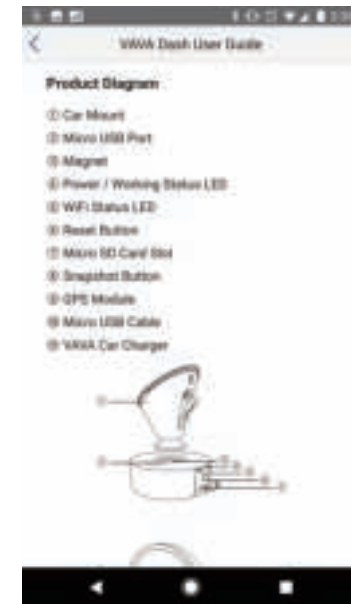 VAVA Dash User Guide
Product Diagram
① Car Mount
② Micro USB Port
③ Magnet
④ Power / Working Status LED
⑤ WiFi Status LED
⑥ Reset Button
⑦ Micro SD Card Slot
⑧ Snapshot Button
⑨ GPS Module
⑩ Micro USB Cable
⑪ VAVA Car Charger